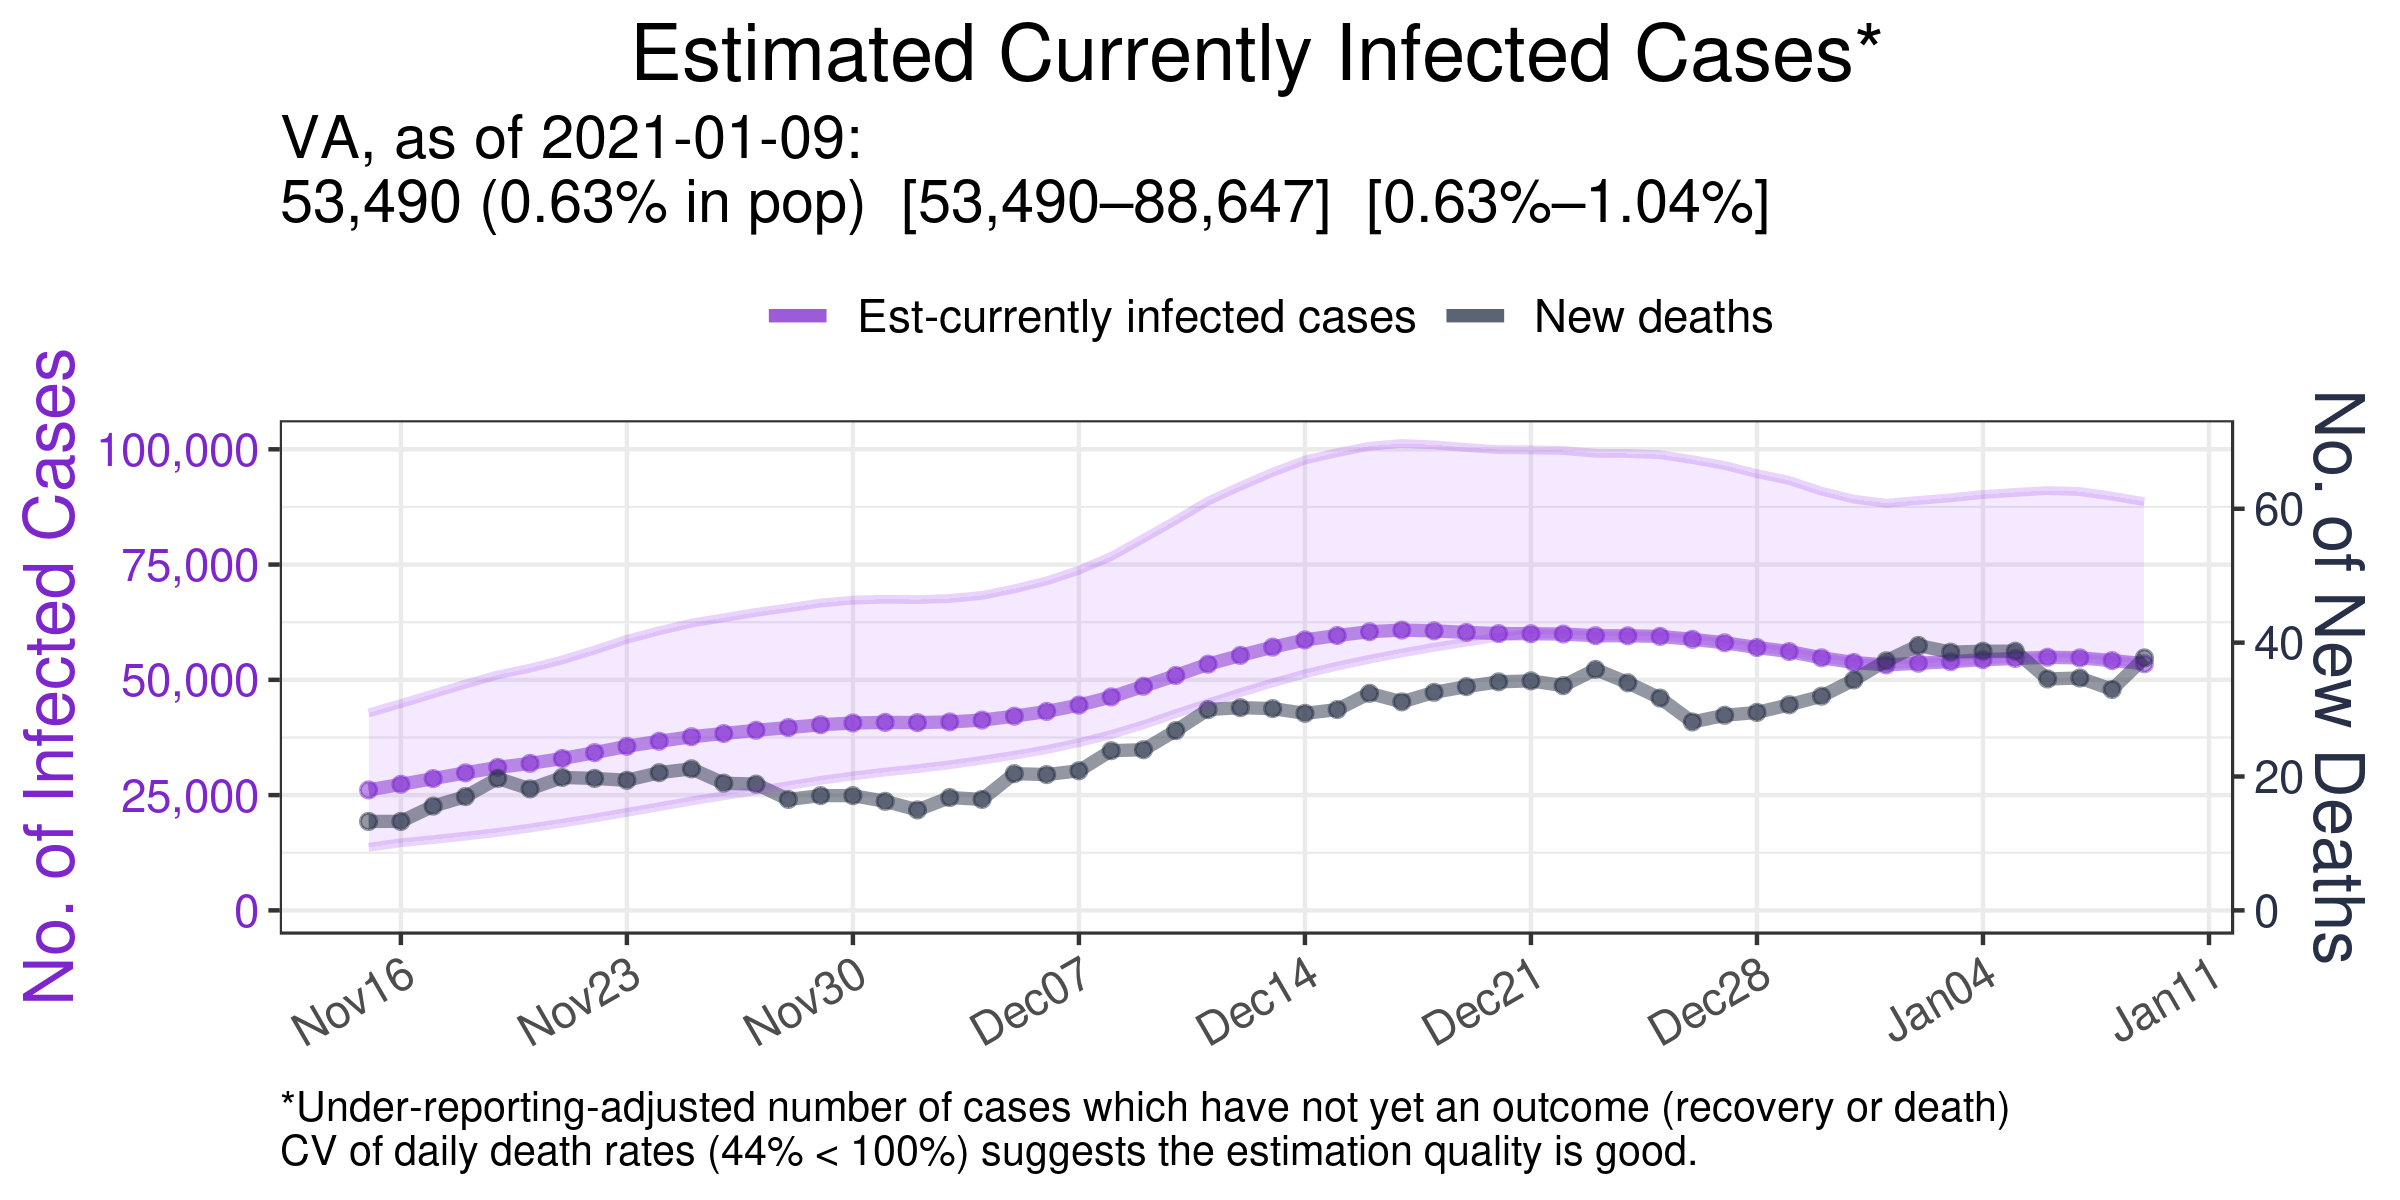 Estimated Currently Infected Cases*
VA, as of 2021-01-09:
53,490 (0.63% in pop)  [53,490–88,647]  [0.63%–1.04%]
Est-currently infected cases
New deaths
No. of Infected Cases
100,000
75,000
50,000
25,000
0
No. of New Deaths
60
40
20
0
Nov16
Nov23
Nov30
Dec07
Dec14
Dec21
Dec28
Jan04
Jan11
*Under-reporting-adjusted number of cases which have not yet an outcome (recovery or death)
CV of daily death rates (44% < 100%) suggests the estimation quality is good.